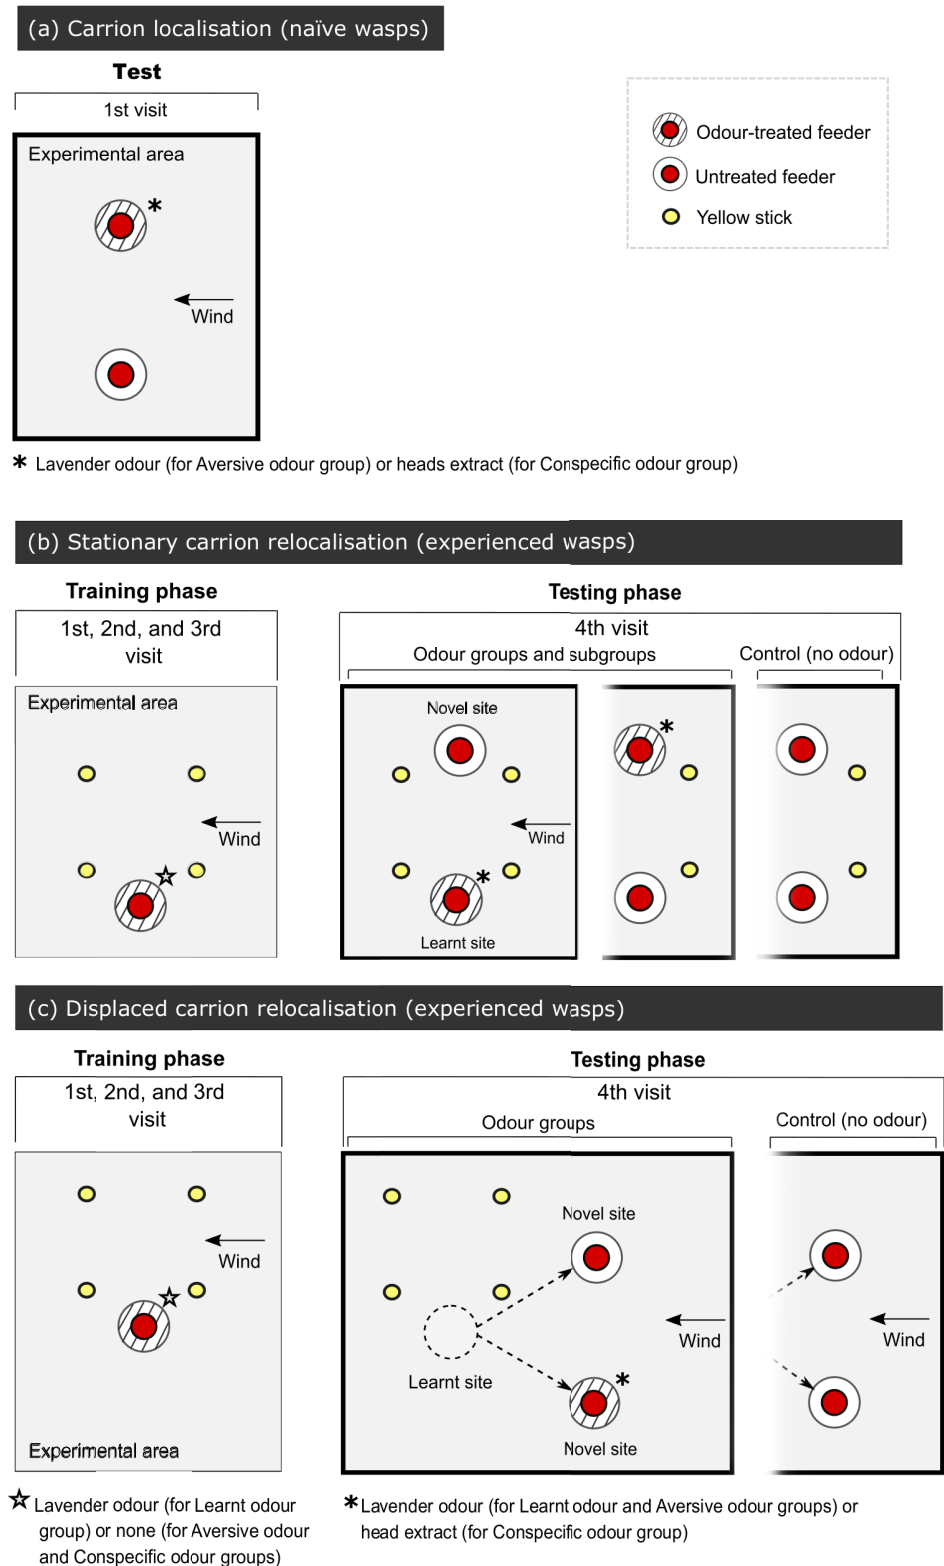 (a) Carrion localisation (naïve wasps)
Test
1st visit
Experimental area
*
Wind
Odour-treated feeder
Untreated feeder
Yellow stick
* Lavender odour (for Aversive odour group) or heads extract (for Conspecific odour group)
(b) Stationary carrion relocalisation (experienced wasps)
Training phase
1st, 2nd, and 3rd
visit
Experimental area
Wind
Testing phase
4th visit
Odour groups and subgroups
Control (no odour)
Novel site
*
Wind
*
Learnt site
(c) Displaced carrion relocalisation (experienced wasps)
Training phase
1st, 2nd, and 3rd
visit
Wind
Experimental area
Testing phase
4th visit
Odour groups
Control (no odour)
Novel site
Wind
Wind
Learnt site
*
Novel site
☆ Lavender odour (for Learnt odour
group) or none (for Aversive odour
and Conspecific odour groups)
* Lavender odour (for Learnt odour and Aversive odour groups) or
head extract (for Conspecific odour group)